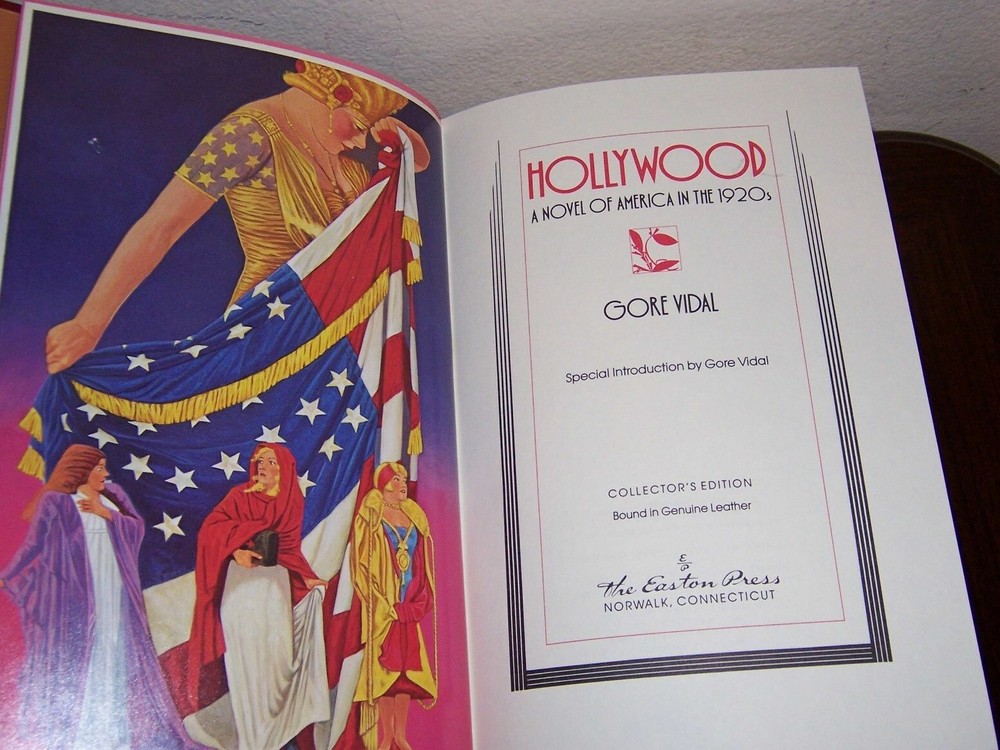 HOLLYWOOD
A NOVEL OF AMERICA IN THE 1920s
GORE VIDAL
Special Introduction by Gore Vidal
COLLECTOR'S EDITION
Bound in Genuine Leather
E
P
The Easton Press
NORWALK, CONNECTICUT